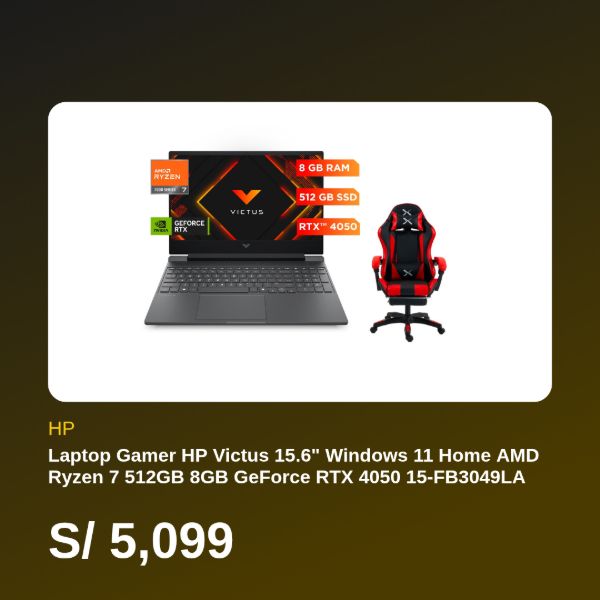 AMD
RYZEN
7
GEFORCE
RTX
NVIDIA
VICTUS
8 GB RAM
512 GB SSD
RTX™ 4050
HP
Laptop Gamer HP Victus 15.6" Windows 11 Home AMD
Ryzen 7 512GB 8GB GeForce RTX 4050 15-FB3049LA
S/ 5,099